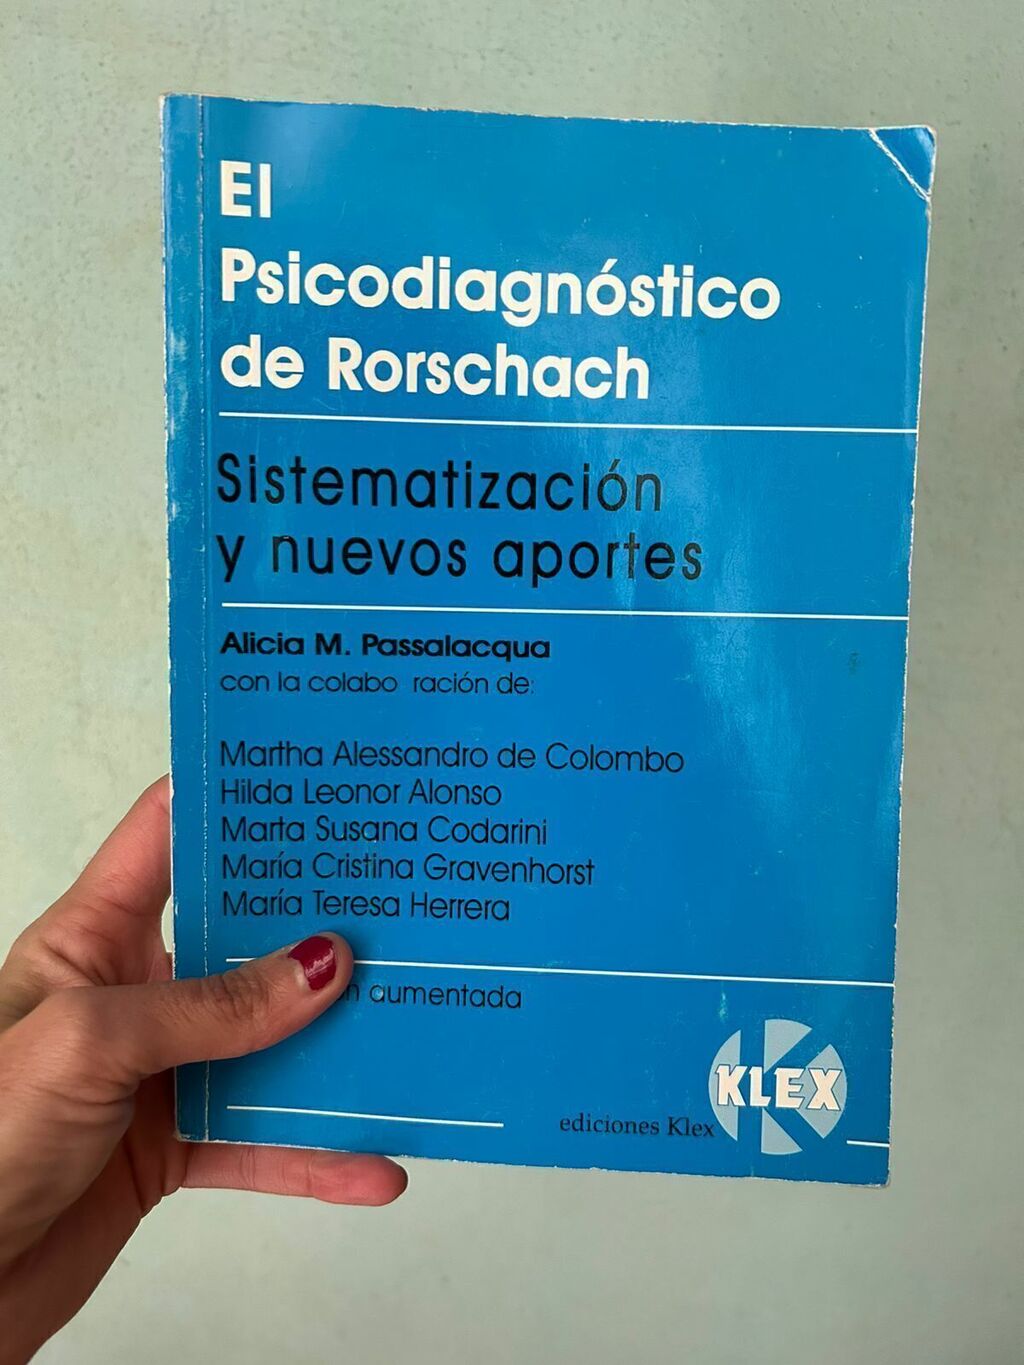 El
Psicodiagnóstico
de Rorschach
Sistematización
y nuevos aportes
Alicia M. Passalacqua
con la colabo ración de:
Martha Alessandro de Colombo
Hilda Leonor Alonso
Marta Susana Codarini
María Cristina Gravenhorst
María Teresa Herrera
aumentada
KLEX
ediciones Klex